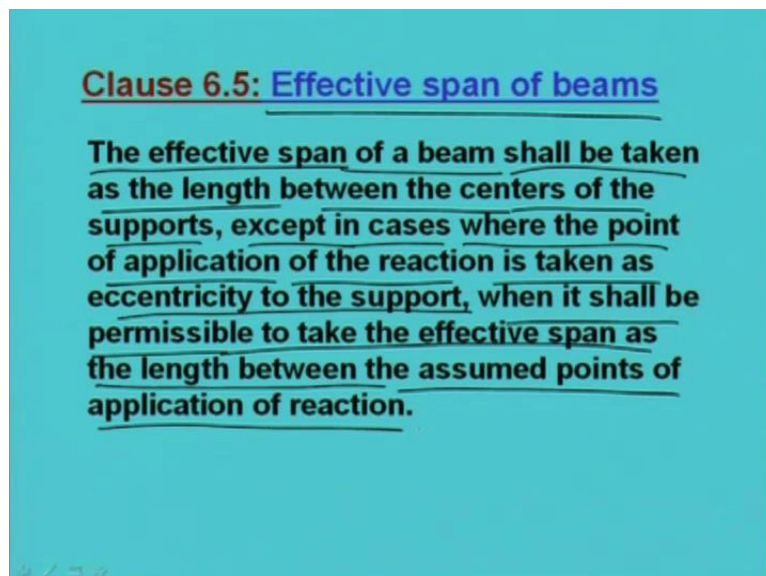 Clause 6.5: Effective span of beams
The effective span of a beam shall be taken
as the length between the centers of the
supports, except in cases where the point
of application of the reaction is taken as
eccentricity to the support, when it shall be
permissible to take the effective span as
the length between the assumed points of
application of reaction.